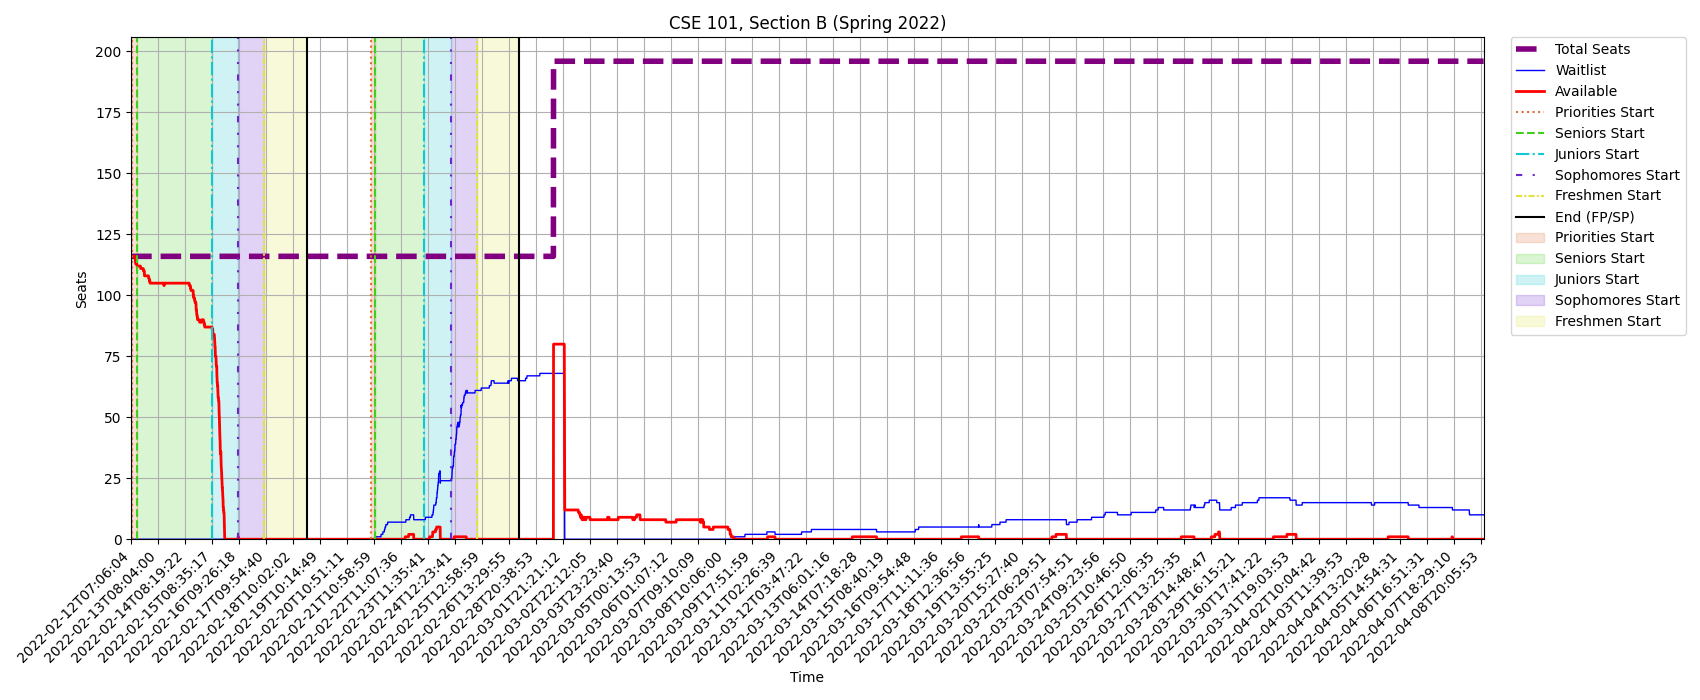 CSE 101, Section B (Spring 2022)
Seats
200
175
150
125
100
75
50
25
0
2022-02-12T07:06:04
2022-02-13T08:04:00
2022-02-14T08:19:22
2022-02-15T08:35:17
2022-02-16T09:26:18
2022-02-17T09:54:40
2022-02-18T10:02:02
2022-02-19T10:14:49
2022-02-20T10:51:11
2022-02-21T10:58:59
2022-02-22T11:07:36
2022-02-23T11:35:41
2022-02-24T12:23:41
2022-02-25T12:58:59
2022-02-26T13:29:55
2022-02-28T20:38:53
2022-03-01T21:21:12
2022-03-02T22:12:05
2022-03-03T23:23:40
2022-03-05T00:13:53
2022-03-06T01:07:12
2022-03-07T09:10:09
2022-03-08T10:06:00
2022-03-09T17:51:59
2022-03-11T02:26:39
2022-03-12T03:47:22
2022-03-13T06:01:16
2022-03-14T07:18:28
2022-03-15T08:40:19
2022-03-16T09:54:48
2022-03-17T11:11:36
2022-03-18T12:36:56
2022-03-19T13:55:25
2022-03-20T15:27:40
2022-03-22T06:29:51
2022-03-23T07:54:51
2022-03-24T09:23:56
2022-03-25T10:46:50
2022-03-26T12:06:35
2022-03-27T13:25:35
2022-03-28T14:48:47
2022-03-29T16:15:21
2022-03-30T17:41:22
2022-03-31T19:03:53
2022-04-02T10:04:42
2022-04-03T11:39:53
2022-04-04T13:20:28
2022-04-05T14:54:31
2022-04-06T16:51:31
2022-04-07T18:29:10
2022-04-08T20:05:53
Time
Total Seats
Waitlist
Available
Priorities Start
Seniors Start
Juniors Start
Sophomores Start
Freshmen Start
End (FP/SP)
Priorities Start
Seniors Start
Juniors Start
Sophomores Start
Freshmen Start